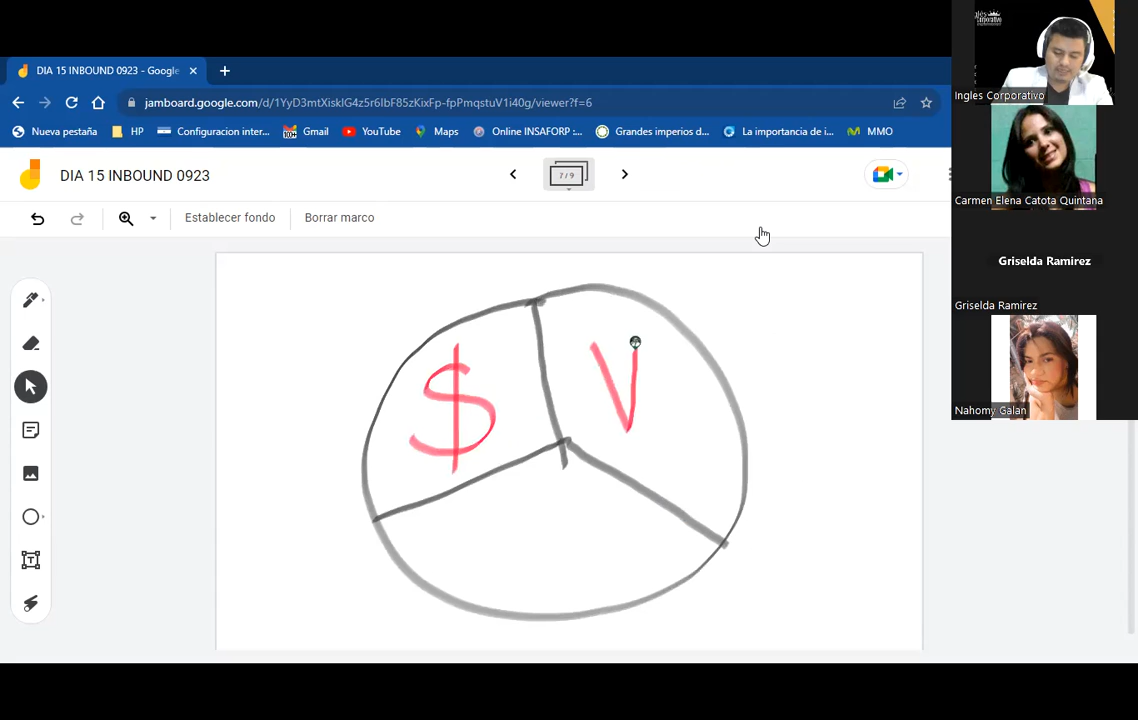 DIA 15 INBOUND 0923 - Google
jamboard.google.com/d/1YyD3mtXisklG4z5r6IbF85zKixFp-fpPmqstuV1i40g/viewer?f=6
Nueva pestaña
HP
Configuracion inter...
100+
Gmail
YouTube
Maps
Online INSAFORP :...
Grandes imperios d...
La importancia de i...
MMO
DIA 15 INBOUND 0923
7 / 9
Establecer fondo
Borrar marco
$ V
Ingles Corporativo
Carmen Elena Catota Quintana
Griselda Ramirez
Griselda Ramirez
Nahomy Galan